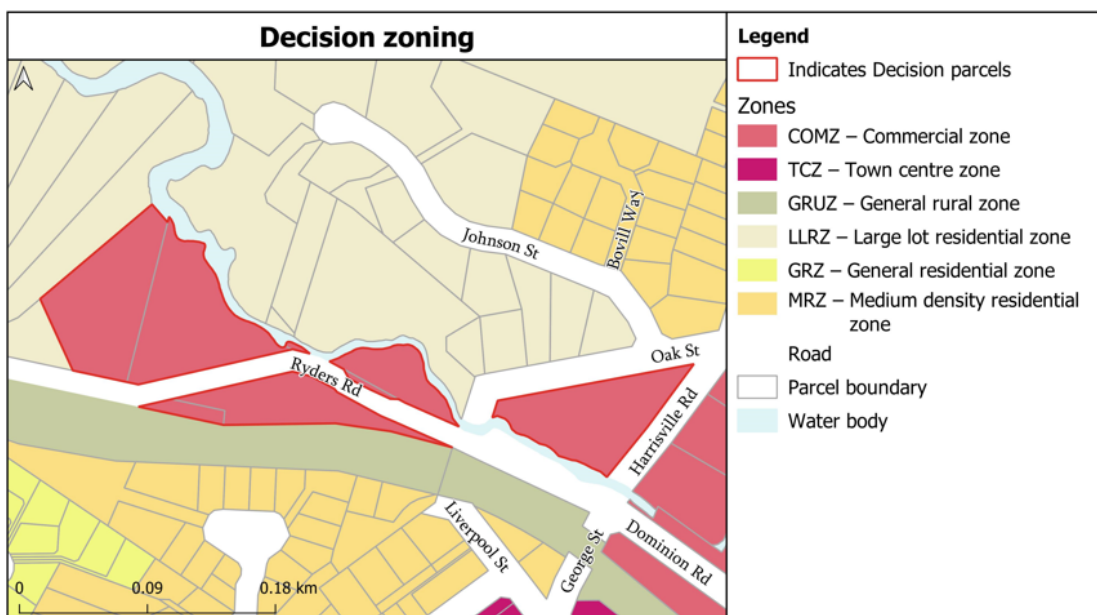 Decision zoning
Johnson St
Bovill Way
Oak St
Ryders Rd
Harrisville Rd
Liverpool St
George St
Dominion Rd
0 0.09 0.18 km
Legend
Indicates Decision parcels
Zones
COMZ – Commercial zone
TCZ – Town centre zone
GRUZ – General rural zone
LLRZ – Large lot residential zone
GRZ – General residential zone
MRZ – Medium density residential
zone
Road
Parcel boundary
Water body